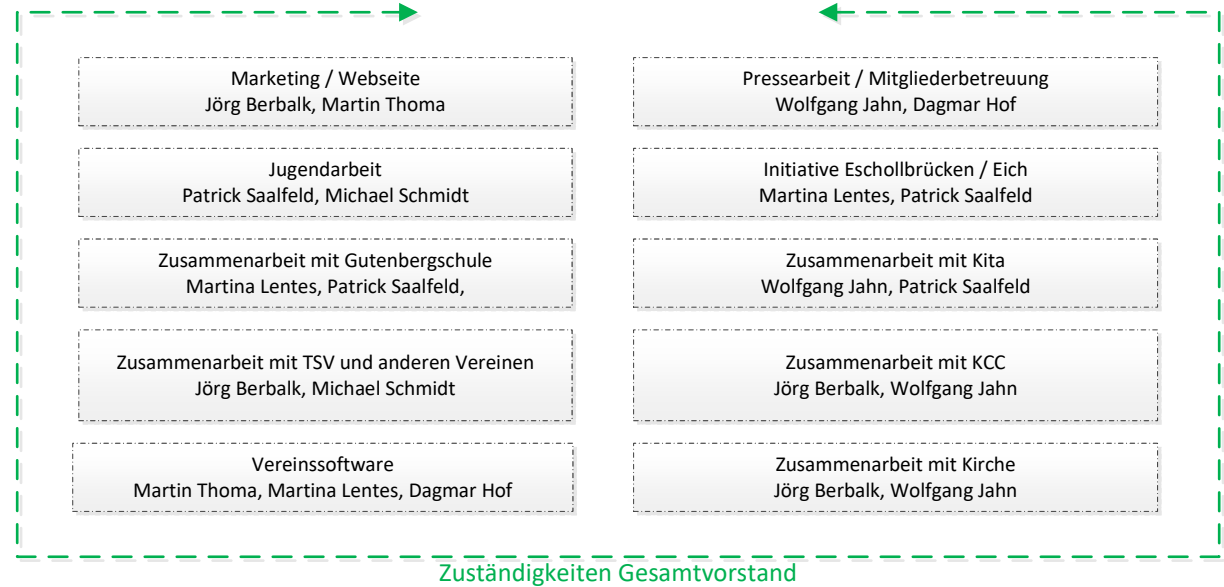 Marketing / Webseite
Jörg Berbalk, Martin Thoma
Pressearbeit / Mitgliederbetreuung
Wolfgang Jahn, Dagmar Hof
Jugendarbeit
Patrick Saalfeld, Michael Schmidt
Initiative Eschollbrücken / Eich
Martina Lentes, Patrick Saalfeld
Zusammenarbeit mit Gutenbergschule
Martina Lentes, Patrick Saalfeld,
Zusammenarbeit mit Kita
Wolfgang Jahn, Patrick Saalfeld
Zusammenarbeit mit TSV und anderen Vereinen
Jörg Berbalk, Michael Schmidt
Zusammenarbeit mit KCC
Jörg Berbalk, Wolfgang Jahn
Vereinssoftware
Martin Thoma, Martina Lentes, Dagmar Hof
Zusammenarbeit mit Kirche
Jörg Berbalk, Wolfgang Jahn
Zuständigkeiten Gesamtvorstand